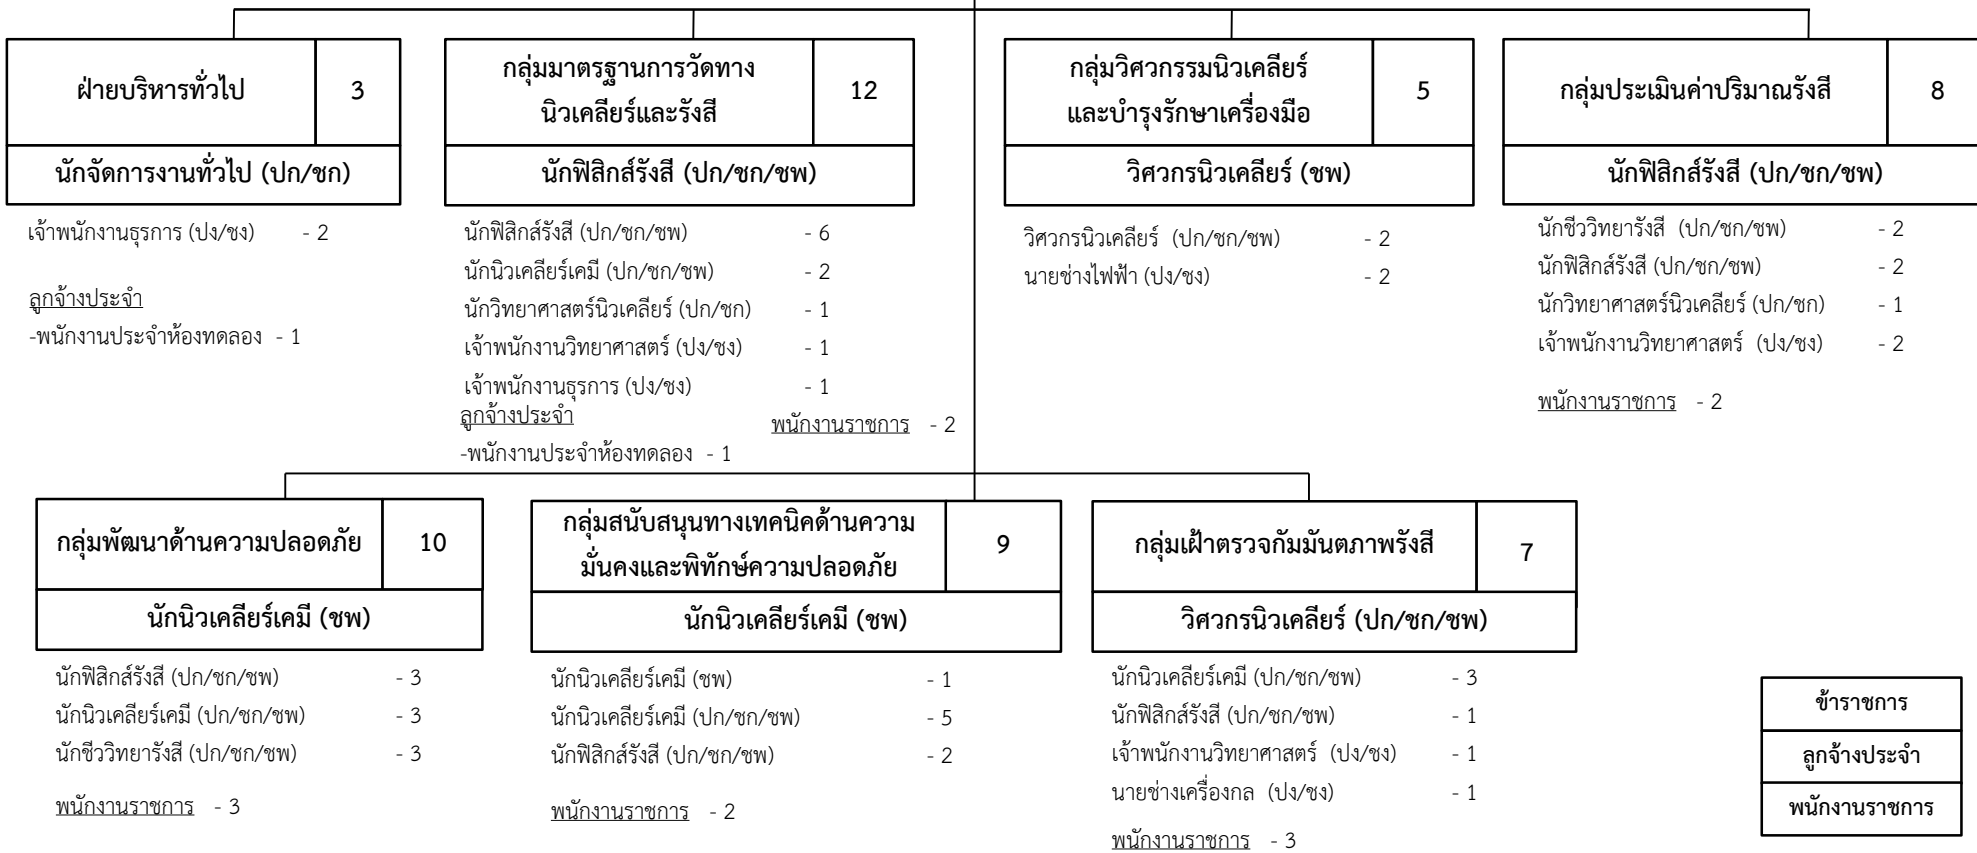 ฝ่ายบริหารทั่วไป 3
นักจัดการงานทั่วไป (ปก/ชก)
เจ้าพนักงานธุรการ (ปง/ชง) - 2
ลูกจ้างประจำ
-พนักงานประจำห้องทดลอง - 1
กลุ่มมาตรฐานการวัดทาง
นิวเคลียร์และรังสี 12
นักฟิสิกส์รังสี (ปก/ชก/ชพ)
นักฟิสิกส์รังสี (ปก/ชก/ชพ) - 6
นักนิวเคลียร์เคมี (ปก/ชก/ชพ) - 2
นักวิทยาศาสตร์นิวเคลียร์ (ปก/ชก) - 1
เจ้าพนักงานวิทยาศาสตร์ (ปง/ชง) - 1
เจ้าพนักงานธุรการ (ปง/ชง) - 1
ลูกจ้างประจำ
-พนักงานประจำห้องทดลอง - 1
พนักงานราชการ - 2
กลุ่มวิศวกรรมนิวเคลียร์
และบำรุงรักษาเครื่องมือ 5
วิศวกรนิวเคลียร์ (ชพ)
วิศวกรนิวเคลียร์ (ปก/ชก/ชพ) - 2
นายช่างไฟฟ้า (ปง/ชง) - 2
กลุ่มประเมินค่าปริมาณรังสี 8
นักฟิสิกส์รังสี (ปก/ชก/ชพ)
นักชีววิทยารังสี (ปก/ชก/ชพ) - 2
นักฟิสิกส์รังสี (ปก/ชก/ชพ) - 2
นักวิทยาศาสตร์นิวเคลียร์ (ปก/ชก) - 1
เจ้าพนักงานวิทยาศาสตร์ (ปง/ชง) - 2
พนักงานราชการ - 2
กลุ่มพัฒนาด้านความปลอดภัย 10
นักนิวเคลียร์เคมี (ชพ)
นักฟิสิกส์รังสี (ปก/ชก/ชพ) - 3
นักนิวเคลียร์เคมี (ปก/ชก/ชพ) - 3
นักชีววิทยารังสี (ปก/ชก/ชพ) - 3
พนักงานราชการ - 3
กลุ่มสนับสนุนทางเทคนิคด้านความ
มั่นคงและพิทักษ์ความปลอดภัย 9
นักนิวเคลียร์เคมี (ชพ)
นักนิวเคลียร์เคมี (ชพ) - 1
นักนิวเคลียร์เคมี (ปก/ชก/ชพ) - 5
นักฟิสิกส์รังสี (ปก/ชก/ชพ) - 2
พนักงานราชการ - 2
กลุ่มเฝ้าตรวจกัมมันตภาพรังสี 7
วิศวกรนิวเคลียร์ (ปก/ชก/ชพ)
นักนิวเคลียร์เคมี (ปก/ชก/ชพ) - 3
นักฟิสิกส์รังสี (ปก/ชก/ชพ) - 1
เจ้าพนักงานวิทยาศาสตร์ (ปง/ชง) - 1
นายช่างเครื่องกล (ปง/ชง) - 1
พนักงานราชการ - 3
ข้าราชการ
ลูกจ้างประจำ
พนักงานราชการ